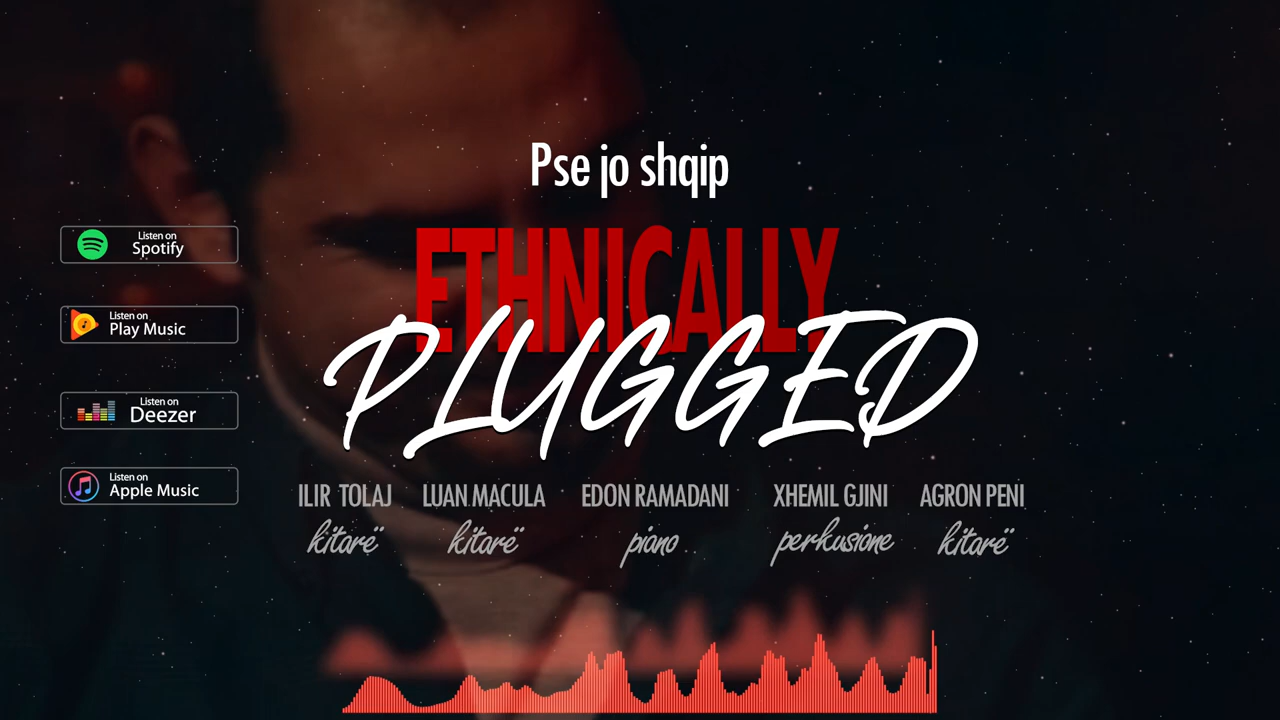 Pse jo shqip
ETHNICALLY
PLUGGED
Listen on
Spotify
Listen on
Play Music
Listen on
Deezer
Listen on
Apple Music
ILIR TOLAJ LUAN MACULA EDON RAMADANI XHEMIL GJINI AGRON PENI
kitarë kitarë piano perkusione kitarë